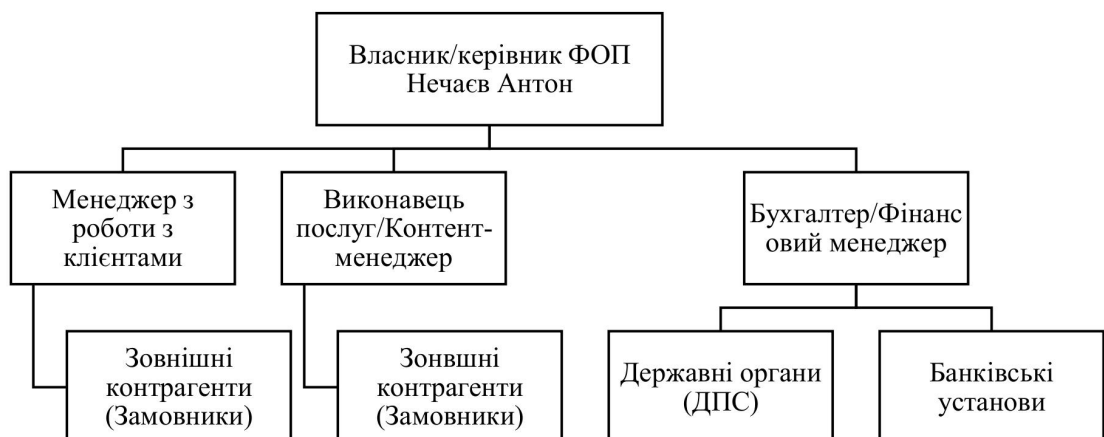 Власник/керівник ФОП
Нечаєв Антон
Менеджер з
роботи з
клієнтами
Виконавець
послуг/Контент-
менеджер
Бухгалтер/Фінанс
овий менеджер
Зовнішні
контрагенти
(Замовники)
Зонвшні
контрагенти
(Замовники)
Державні органи
(ДПС)
Банківські
установи